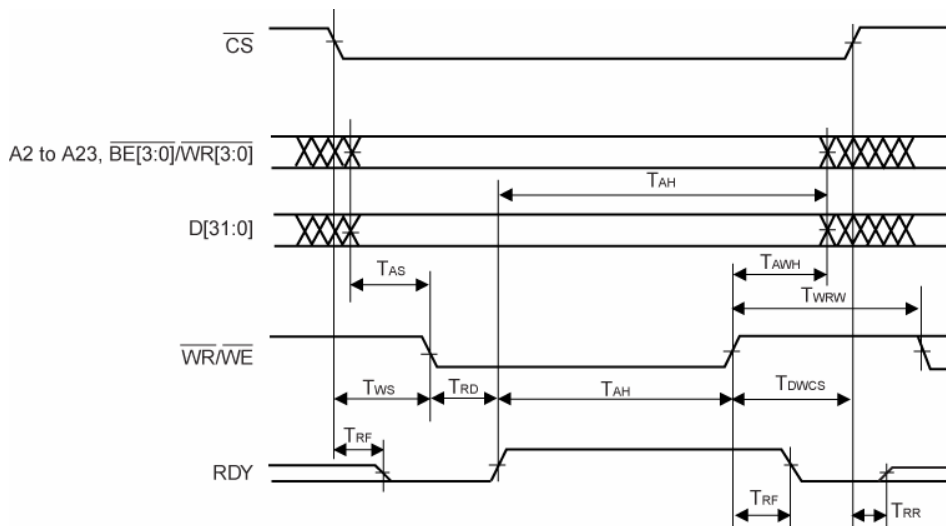 CS
A2 to A23, BE[3:0]/WR[3:0]
TAH
D[31:0]
TAS
TAWH
TWRW
WR/WE
TWS
TRD
TAH
TDWCS
TRF
RDY
TRF
TRR